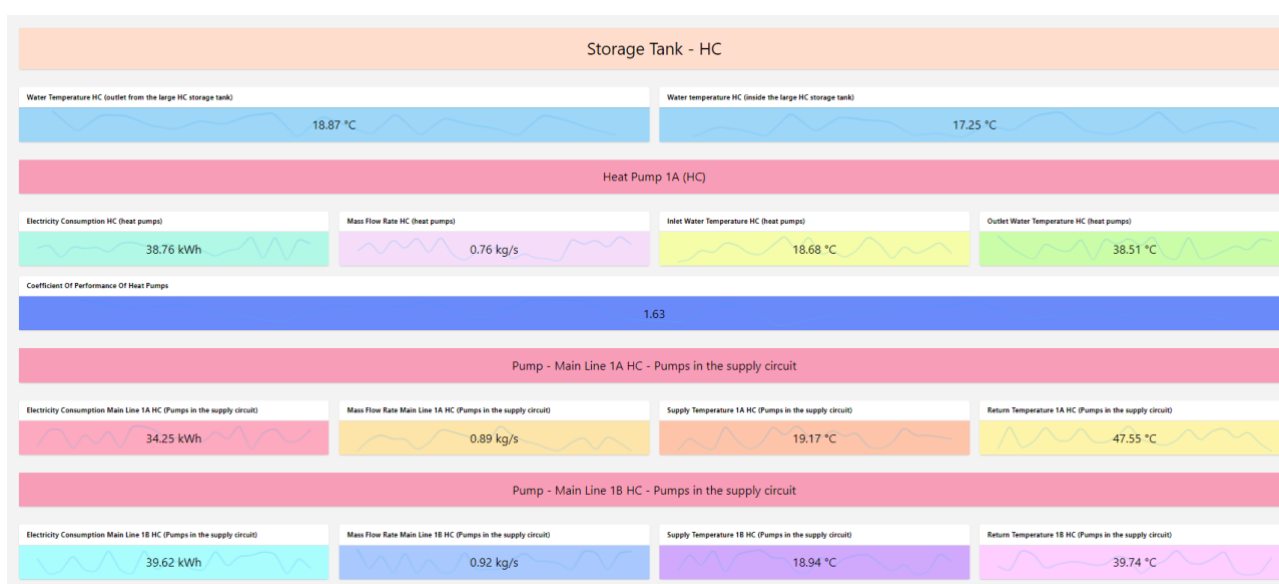 Storage Tank - HC
Water Temperature HC (outlet from the large HC storage tank)
Water temperature HC (inside the large HC storage tank)
18.87 °C
17.25 °C
Heat Pump 1A (HC)
Electricity Consumption HC (heat pumps)
Mass Flow Rate HC (heat pumps)
Inlet Water Temperature HC (heat pumps)
Outlet Water Temperature HC (heat pumps)
38.76 kWh
0.76 kg/s
18.68 °C
38.51 °C
Coefficient Of Performance Of Heat Pumps
1.63
Pump - Main Line 1A HC - Pumps in the supply circuit
Electricity Consumption Main Line 1A HC (Pumps in the supply circuit)
Mass Flow Rate Main Line 1A HC (Pumps in the supply circuit)
Supply Temperature 1A HC (Pumps in the supply circuit)
Return Temperature 1A HC (Pumps in the supply circuit)
34.25 kWh
0.89 kg/s
19.17 °C
47.55 °C
Pump - Main Line 1B HC - Pumps in the supply circuit
Electricity Consumption Main Line 1B HC (Pumps in the supply circuit)
Mass Flow Rate Main Line 1B HC (Pumps in the supply circuit)
Supply Temperature 1B HC (Pumps in the supply circuit)
Return Temperature 1B HC (Pumps in the supply circuit)
39.62 kWh
0.92 kg/s
18.94 °C
39.74 °C